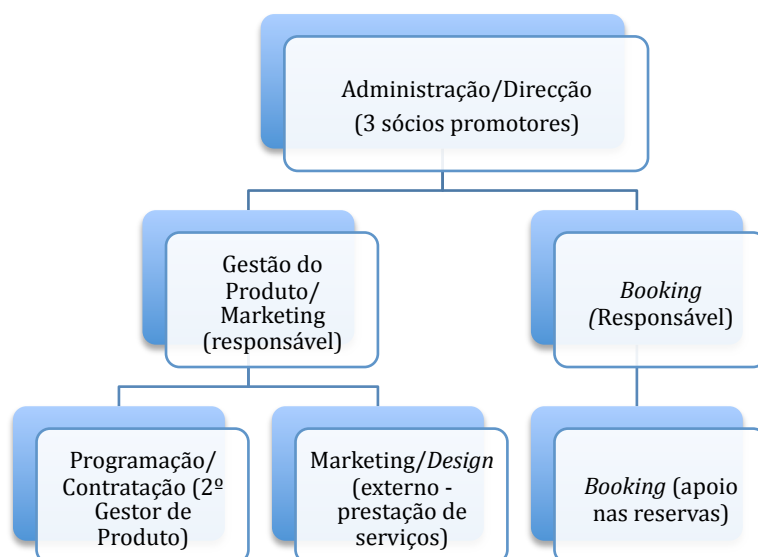 Administração/Direcção
(3 sócios promotores)
Gestão do
Produto/
Marketing
(responsável)
Booking
(Responsável)
Programação/
Contratação (2º
Gestor de
Produto)
Marketing/Design
(externo -
prestação de
serviços)
Booking (apoio
nas reservas)